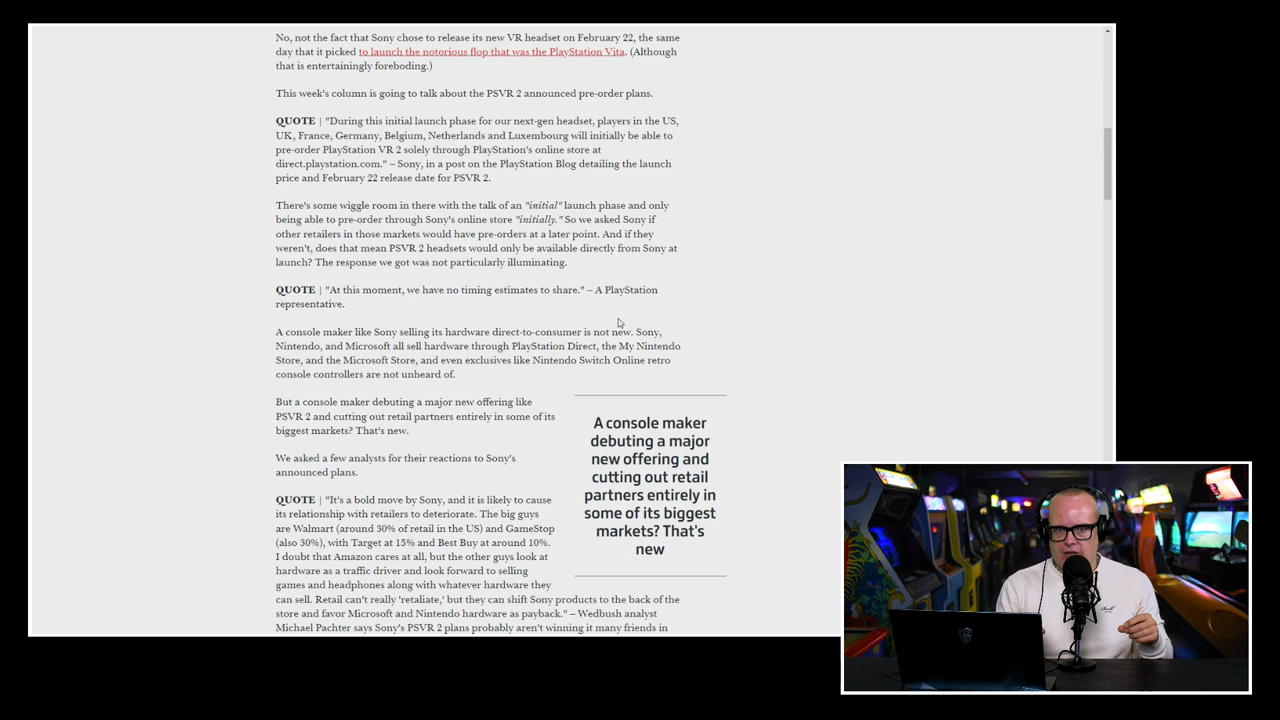 No, not the fact that Sony chose to release its new VR headset on February 22, the same
day that it picked to launch the notorious flop that was the PlayStation Vita. (Although
that is entertainingly foreboding.)
This week's column is going to talk about the PSVR 2 announced pre-order plans.
QUOTE | "During this initial launch phase for our next-gen headset, players in the US,
UK, France, Germany, Belgium, Netherlands and Luxembourg will initially be able to
pre-order PlayStation VR 2 solely through PlayStation's online store at
direct.playstation.com." – Sony, in a post on the PlayStation Blog detailing the launch
price and February 22 release date for PSVR 2.
There's some wiggle room in there with the talk of an "initial" launch phase and only
being able to pre-order through Sony's online store "initially." So we asked Sony if
other retailers in those markets would have pre-orders at a later point. And if they
weren't, does that mean PSVR 2 headsets would only be available directly from Sony at
launch? The response we got was not particularly illuminating.
QUOTE | "At this moment, we have no timing estimates to share." – A PlayStation
representative.
A console maker like Sony selling its hardware direct-to-consumer is not new. Sony,
Nintendo, and Microsoft all sell hardware through PlayStation Direct, the My Nintendo
Store, and the Microsoft Store, and even exclusives like Nintendo Switch Online retro
console controllers are not unheard of.
But a console maker debuting a major new offering like
PSVR 2 and cutting out retail partners entirely in some of its
biggest markets? That's new.
We asked a few analysts for their reactions to Sony's
announced plans.
QUOTE | "It's a bold move by Sony, and it is likely to cause
its relationship with retailers to deteriorate. The big guys
are Walmart (around 30% of retail in the US) and GameStop
(also 30%), with Target at 15% and Best Buy at around 10%.
I doubt that Amazon cares at all, but the other guys look at
hardware as a traffic driver and look forward to selling
games and headphones along with whatever hardware they
can sell. Retail can't really 'retaliate,' but they can shift Sony products to the back of the
store and favor Microsoft and Nintendo hardware as payback." – Wedbush analyst
Michael Pachter says Sony's PSVR 2 plans probably aren't winning it many friends in
A console maker
debuting a major
new offering and
cutting out retail
partners entirely in
some of its biggest
markets? That's
new